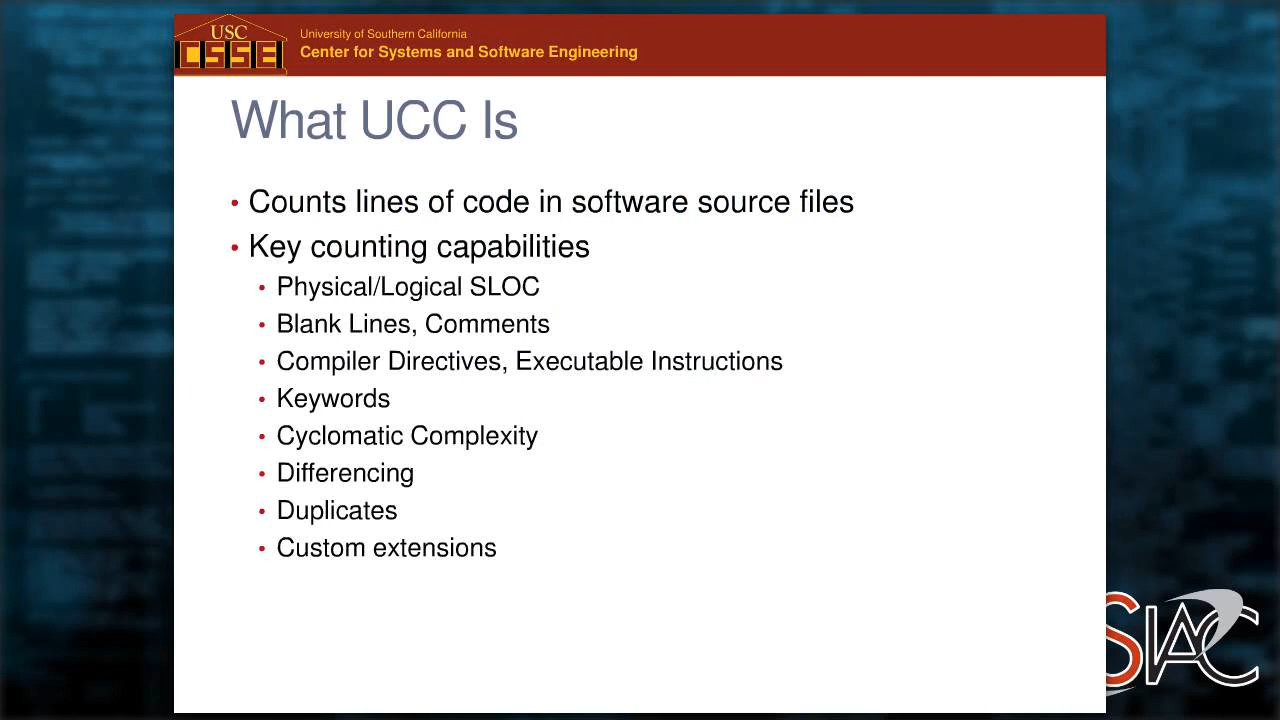 USC
CSSE
University of Southern California
Center for Systems and Software Engineering
What UCC Is
• Counts lines of code in software source files
• Key counting capabilities
• Physical/Logical SLOC
• Blank Lines, Comments
• Compiler Directives, Executable Instructions
• Keywords
• Cyclomatic Complexity
• Differencing
• Duplicates
• Custom extensions
SIAC